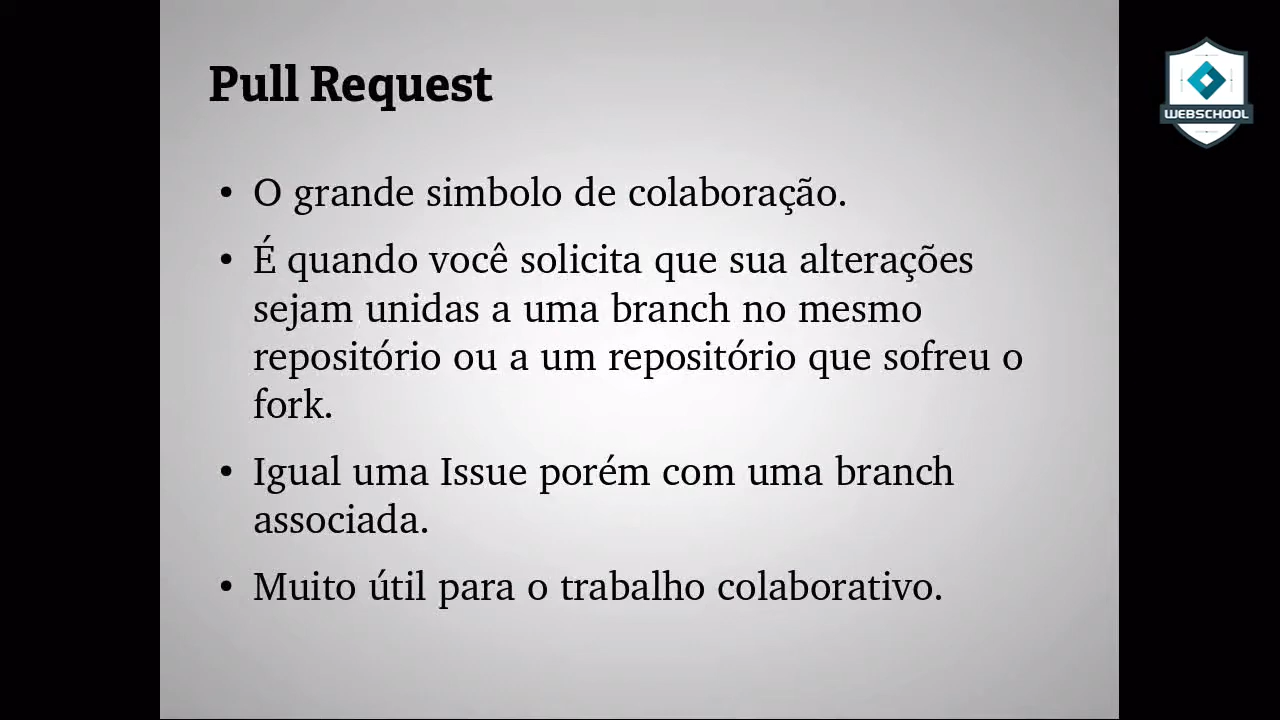 Pull Request
WEBSCHOOL
• O grande simbolo de colaboração.
• É quando você solicita que sua alterações
sejam unidas a uma branch no mesmo
repositório ou a um repositório que sofreu o
fork.
• Igual uma Issue porém com uma branch
associada.
• Muito útil para o trabalho colaborativo.